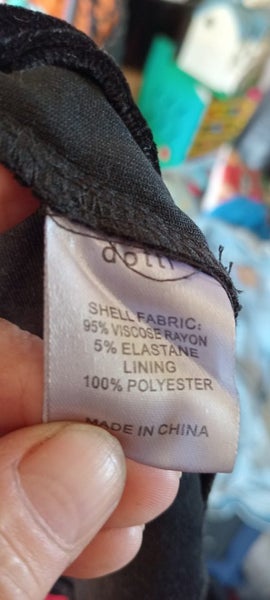 dotti
SHELL FABRIC:
95% VISCOSE RAYON
5% ELASTANE
LINING
100% POLYESTER
MADE IN CHINA